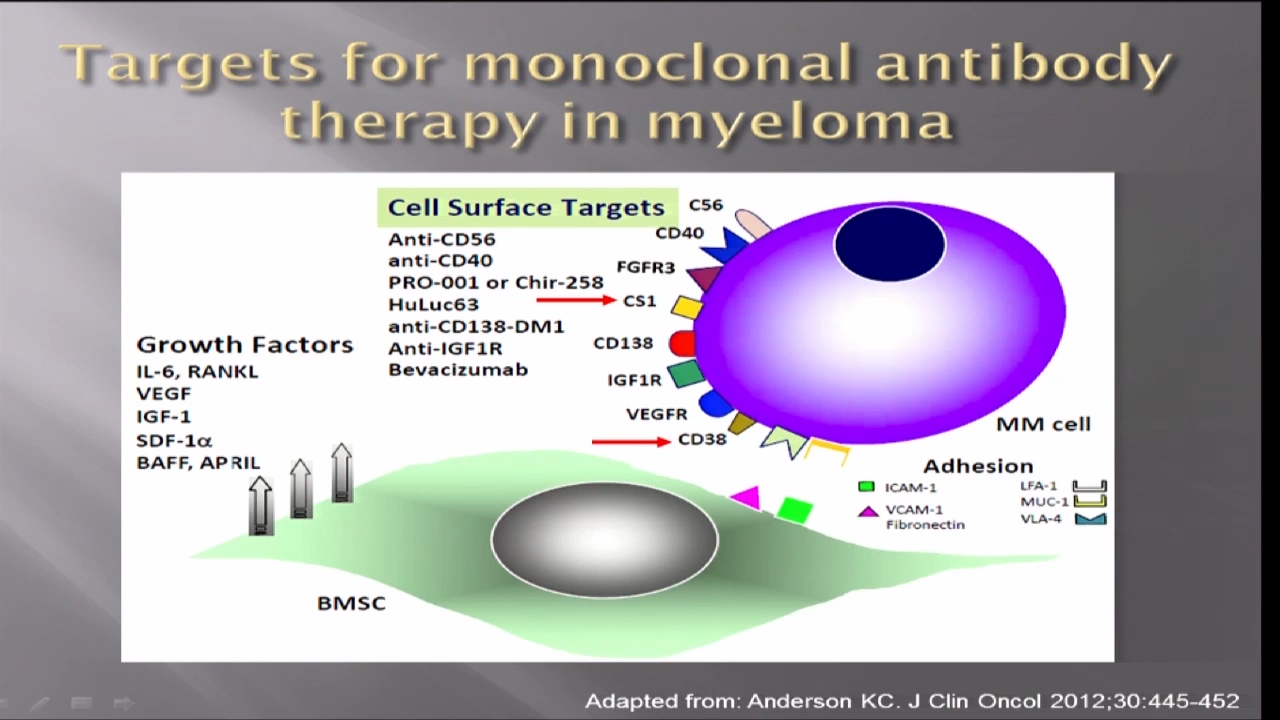 Targets for monoclonal antibody
therapy in myeloma
Cell Surface Targets
Anti-CD56
anti-CD40
PRO-001 or Chir-258
HuLuc63
anti-CD138-DM1
Anti-IGF1R
Bevacizumab
C56
CD40
FGFR3
CS1
CD138
IGF1R
VEGFR
CD38
MM cell
Growth Factors
IL-6, RANKL
VEGF
IGF-1
SDF-1α
BAFF, APRIL
Adhesion
ICAM-1
VCAM-1
Fibronectin
LFA-1
MUC-1
VLA-4
BMSC
Adapted from: Anderson KC. J Clin Oncol 2012;30:445-452